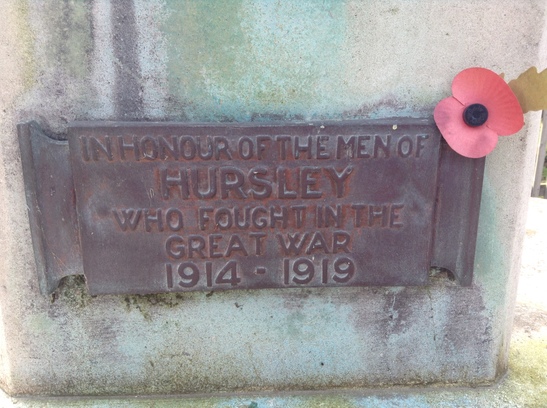 IN HONOUR OF THE MEN OF
HURSLEY
WHO FOUGHT IN THE
GREAT WAR
1914 - 1919